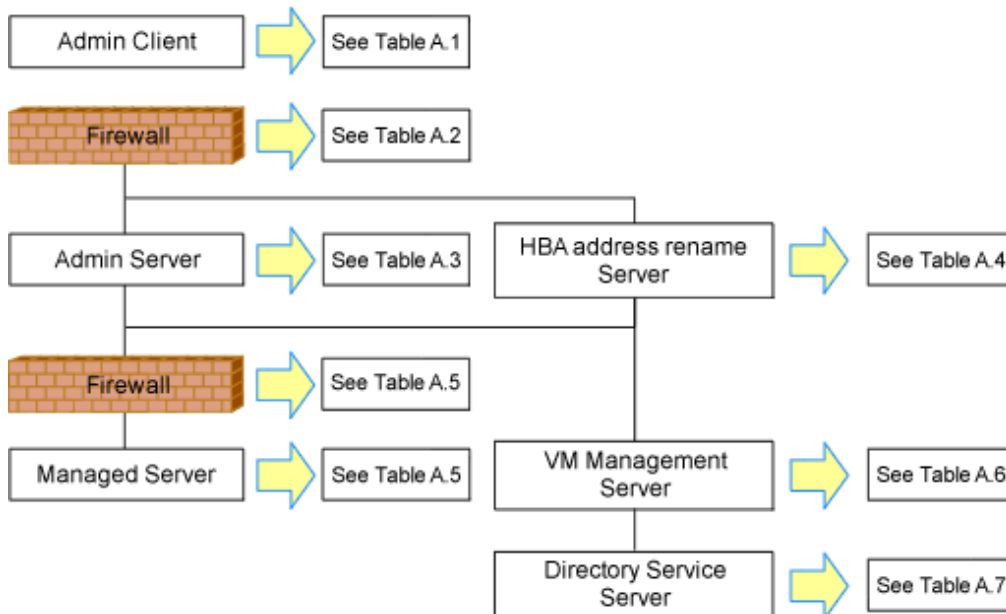 Admin Client
See Table A.1
Firewall
See Table A.2
Admin Server
See Table A.3
HBA address rename
Server
See Table A.4
Firewall
See Table A.5
Managed Server
See Table A.5
VM Management
Server
See Table A.6
Directory Service
Server
See Table A.7